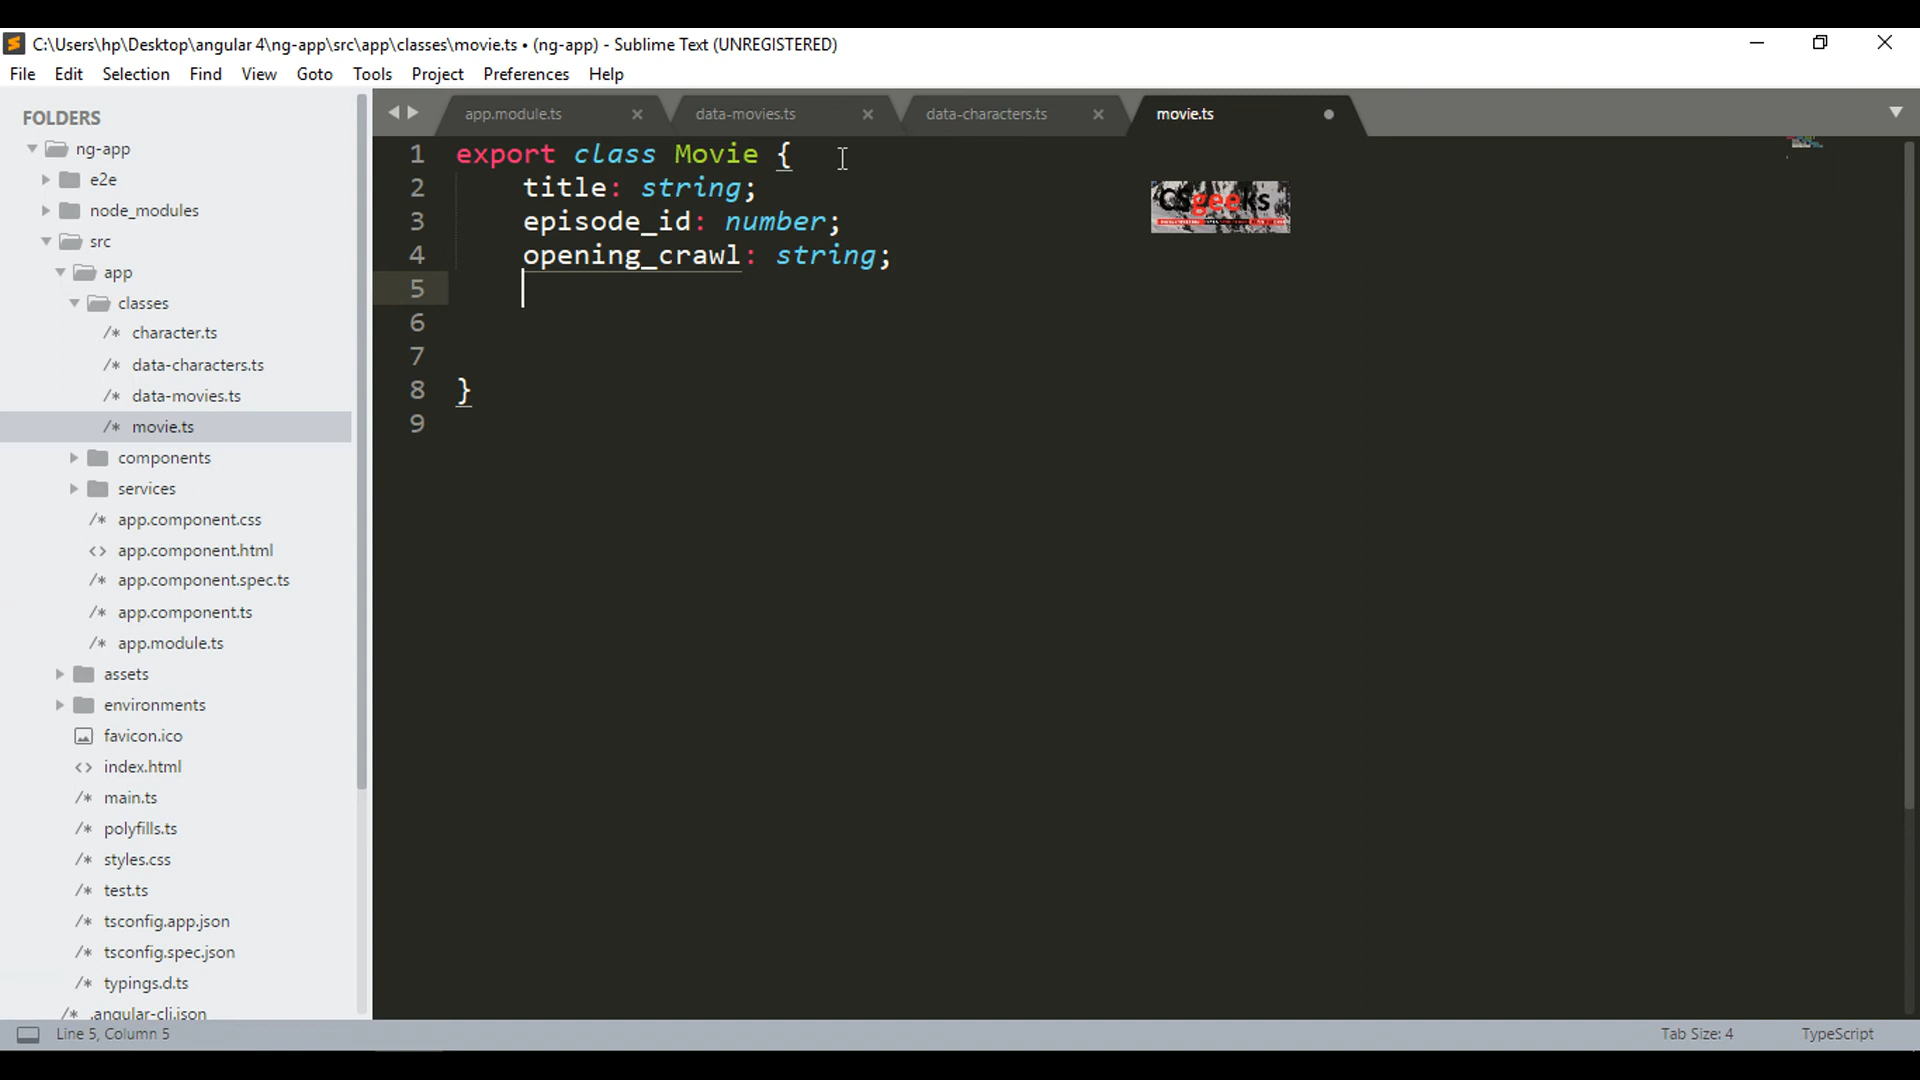 C:\Users\hp\Desktop\angular 4\ng-app\src\app\classes\movie.ts • (ng-app) - Sublime Text (UNREGISTERED)
File Edit Selection Find View Goto Tools Project Preferences Help
FOLDERS
ng-app
e2e
node_modules
src
app
classes
/* character.ts
/* data-characters.ts
/* data-movies.ts
/* movie.ts
components
services
/* app.component.css
<> app.component.html
/* app.component.spec.ts
/* app.component.ts
/* app.module.ts
assets
environments
favicon.ico
<> index.html
/* main.ts
/* polyfills.ts
/* styles.css
/* test.ts
/* tsconfig.app.json
/* tsconfig.spec.json
/* typings.d.ts
/* .angular-cli.json
app.module.ts data-movies.ts data-characters.ts movie.ts
1 export class Movie {
2 title: string;
3 episode_id: number;
4 opening_crawl: string;
5
6
7
8 }
9
CSgeeks
Line 5, Column 5 Tab Size: 4 TypeScript